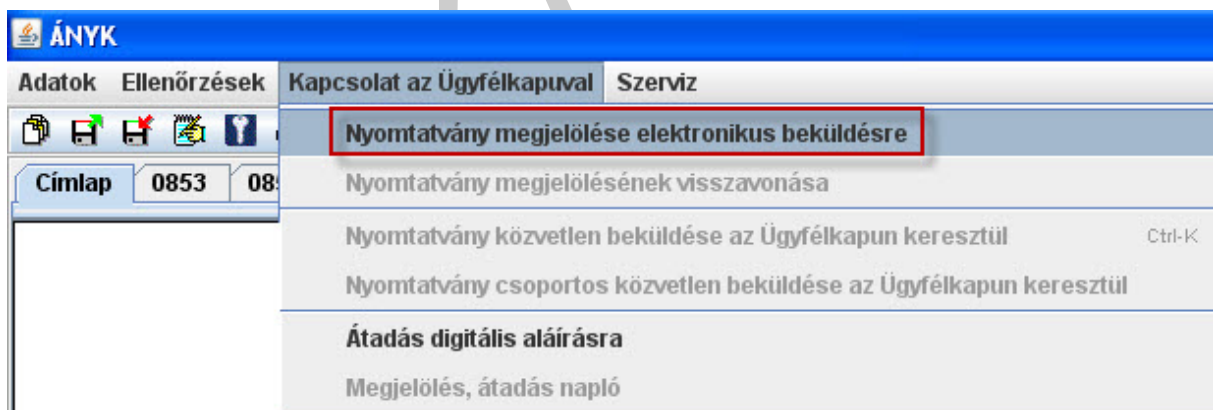 ÁNYK
Adatok Ellenőrzések Kapcsolat az Ügyfélkapuval Szerviz
Nyomtatvány megjelölése elektronikus beküldésre
Címlap 0853 08
Nyomtatvány megjelölésének visszavonása
Nyomtatvány közvetlen beküldése az Ügyfélkapun keresztül Ctrl-K
Nyomtatvány csoportos közvetlen beküldése az Ügyfélkapun keresztül
Átadás digitális aláírásra
Megjelölés, átadás napló